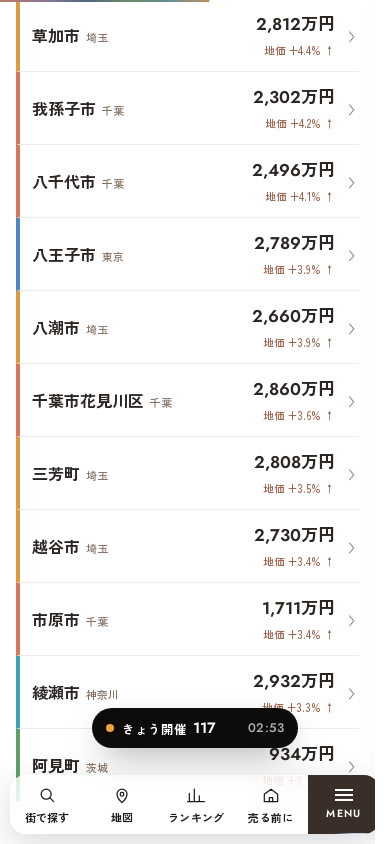 草加市 埼玉 2,812万円
地価 +4.4% ↑
我孫子市 千葉 2,302万円
地価 +4.2% ↑
八千代市 千葉 2,496万円
地価 +4.1% ↑
八王子市 東京 2,789万円
地価 +3.9% ↑
八潮市 埼玉 2,660万円
地価 +3.9% ↑
千葉市花見川区 千葉 2,860万円
地価 +3.6% ↑
三芳町 埼玉 2,808万円
地価 +3.5% ↑
越谷市 埼玉 2,730万円
地価 +3.4% ↑
市原市 千葉 1,711万円
地価 +3.4% ↑
綾瀬市 神奈川 2,932万円
地価 +3.3% ↑
きょう開催 117 02:53
阿見町 茨城 934万円
街で探す 地図 ランキング 売る前に MENU